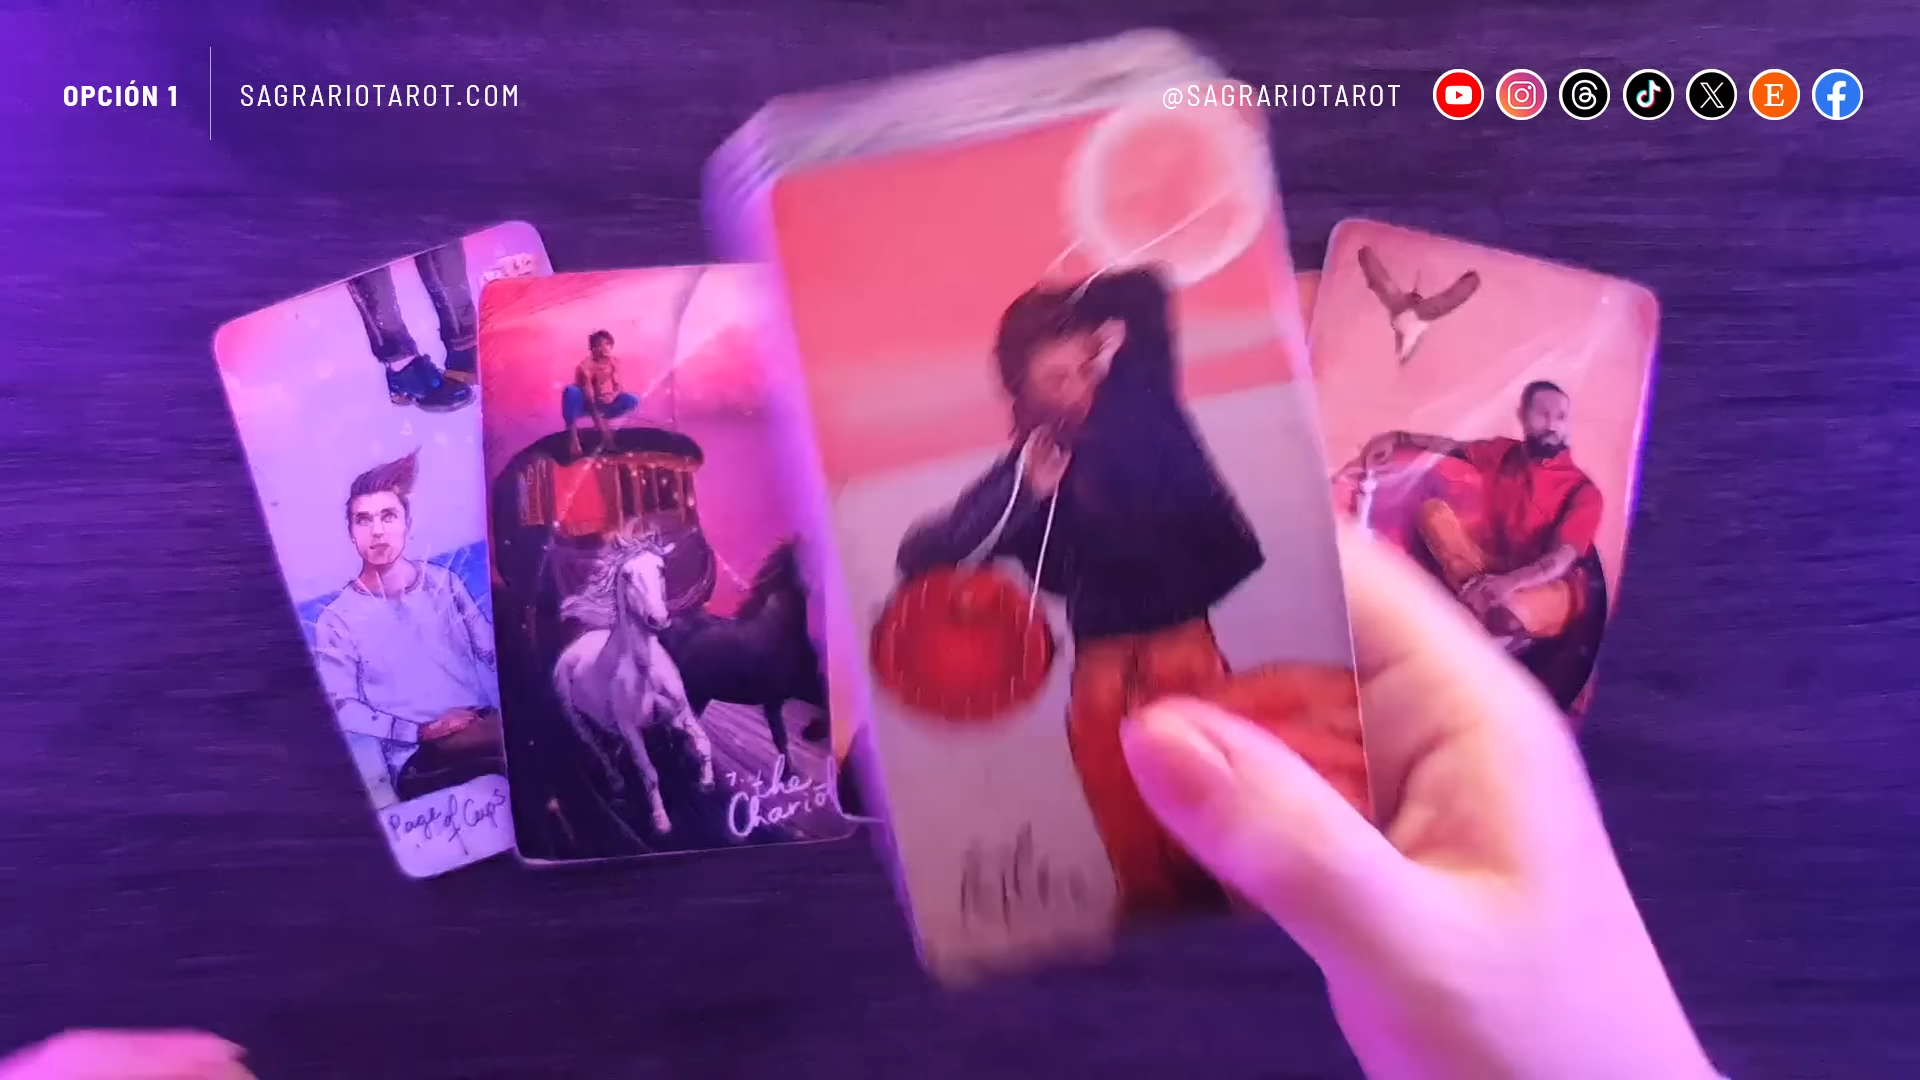 OPCIÓN 1
SAGRARIOTAROT.COM
@SAGRARIOTAROT
Page of Cups
7. the
Chariot